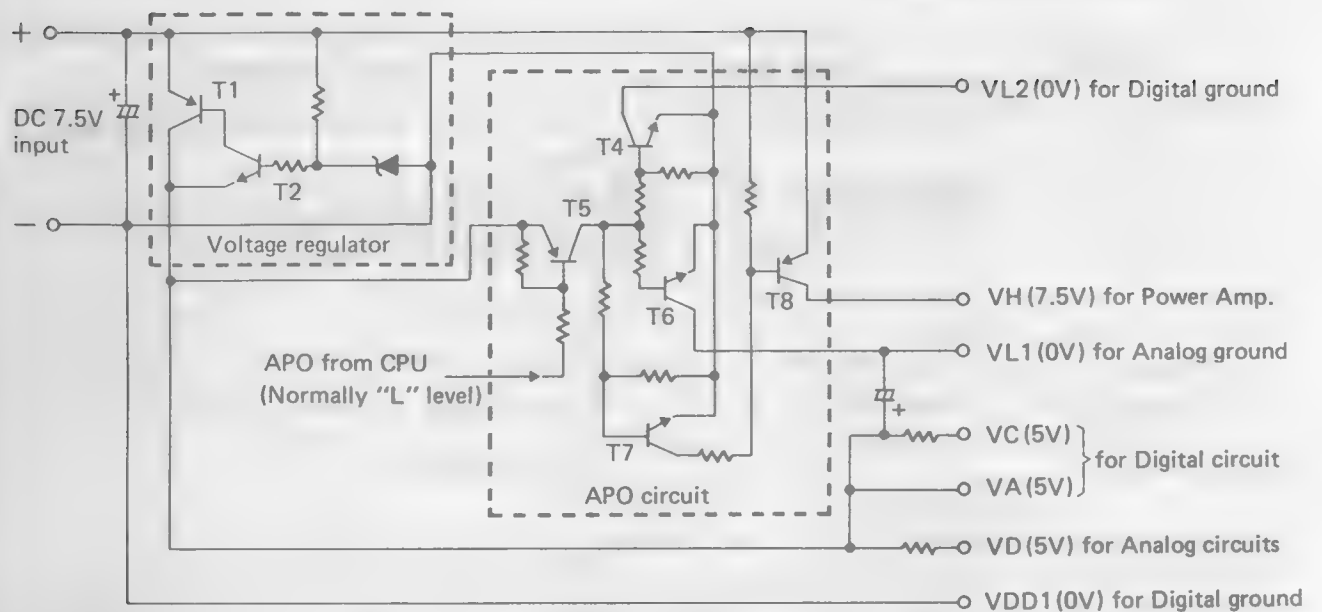 +
VL2(0V) for Digital ground
T1
+
DC 7.5V
input
T4
T2
T5
−
Voltage regulator
T8
VH(7.5V) for Power Amp.
T6
APO from CPU
(Normally "L" level)
VL1(0V) for Analog ground
+
T7
VC(5V)
for Digital circuit
VA(5V)
APO circuit
VD(5V) for Analog circuits
VDD1(0V) for Digital ground